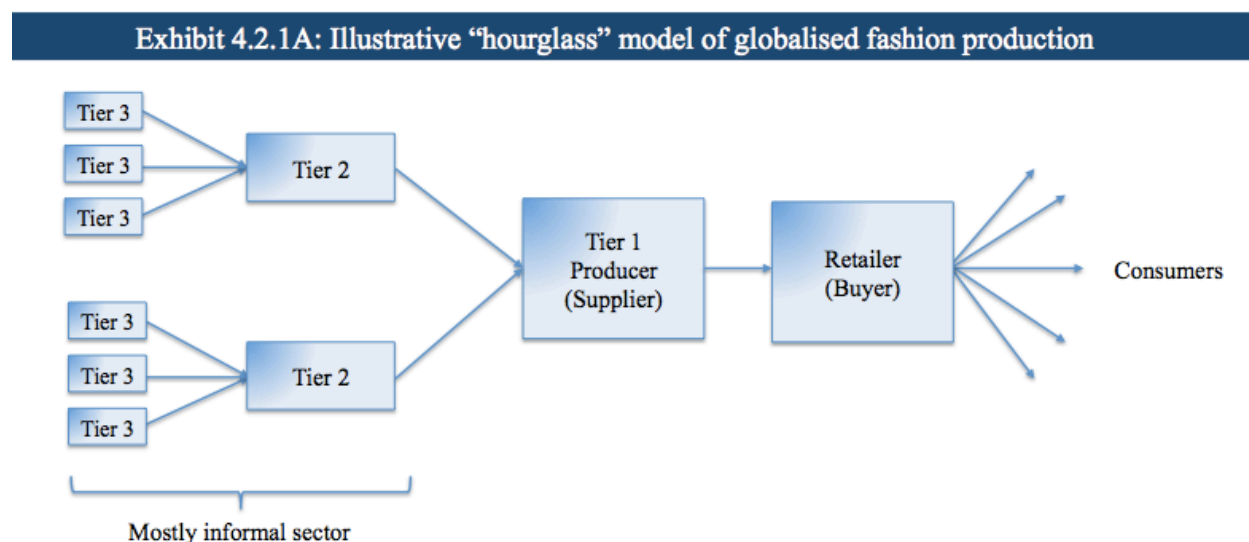 Exhibit 4.2.1A: Illustrative “hourglass” model of globalised fashion production
Tier 3
Tier 3
Tier 3
Tier 2
Tier 3
Tier 3
Tier 3
Tier 2
Tier 1
Producer
(Supplier)
Retailer
(Buyer)
Consumers
Mostly informal sector